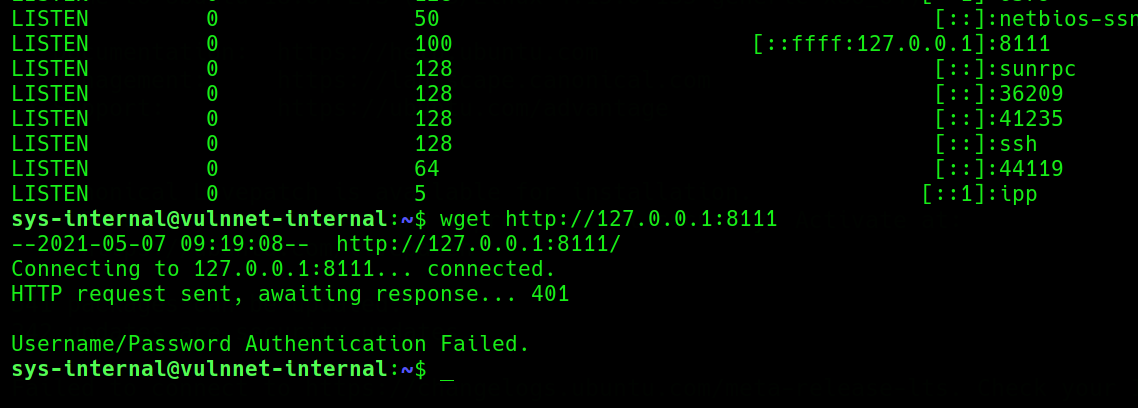 LISTEN 0 50 [::]:netbios-ssn
LISTEN 0 100 [::ffff:127.0.0.1]:8111
LISTEN 0 128 [::]:sunrpc
LISTEN 0 128 [::]:36209
LISTEN 0 128 [::]:41235
LISTEN 0 128 [::]:ssh
LISTEN 0 64 [::]:44119
LISTEN 0 5 [::1]:ipp
sys-internal@vulnnet-internal:~$ wget http://127.0.0.1:8111
--2021-05-07 09:19:08-- http://127.0.0.1:8111/
Connecting to 127.0.0.1:8111... connected.
HTTP request sent, awaiting response... 401
Username/Password Authentication Failed.
sys-internal@vulnnet-internal:~$ _